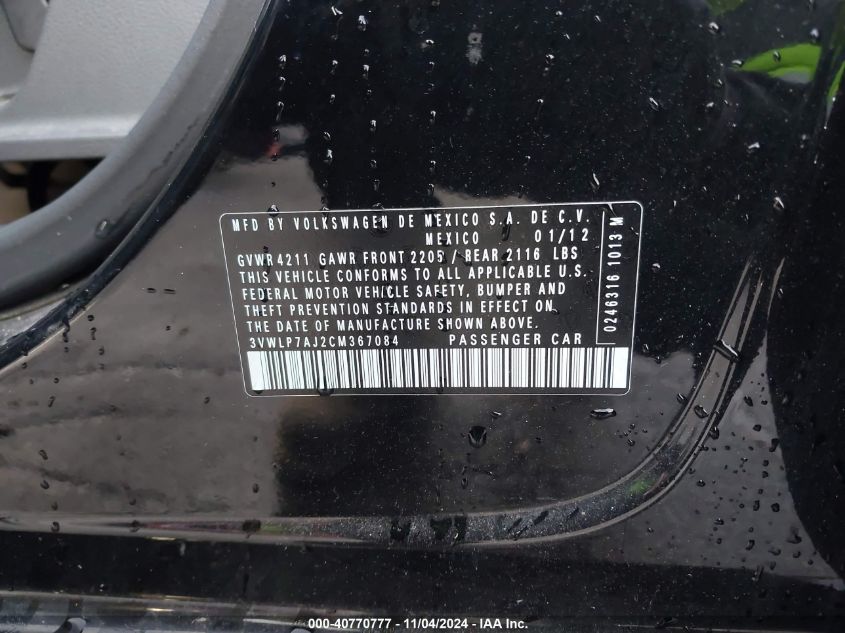 MFD BY VOLKSWAGEN DE MEXICO S.A. DE C.V.
MEXICO 01/12
GVWR 4211 GAWR FRONT 2205 / REAR 2116 LBS
THIS VEHICLE CONFORMS TO ALL APPLICABLE U.S.
FEDERAL MOTOR VEHICLE SAFETY, BUMPER AND
THEFT PREVENTION STANDARDS IN EFFECT ON
THE DATE OF MANUFACTURE SHOWN ABOVE.
3VWLP7AJ2CM367084 PASSENGER CAR
0246316 1013 M
000-40770777 - 11/04/2024 - IAA Inc.